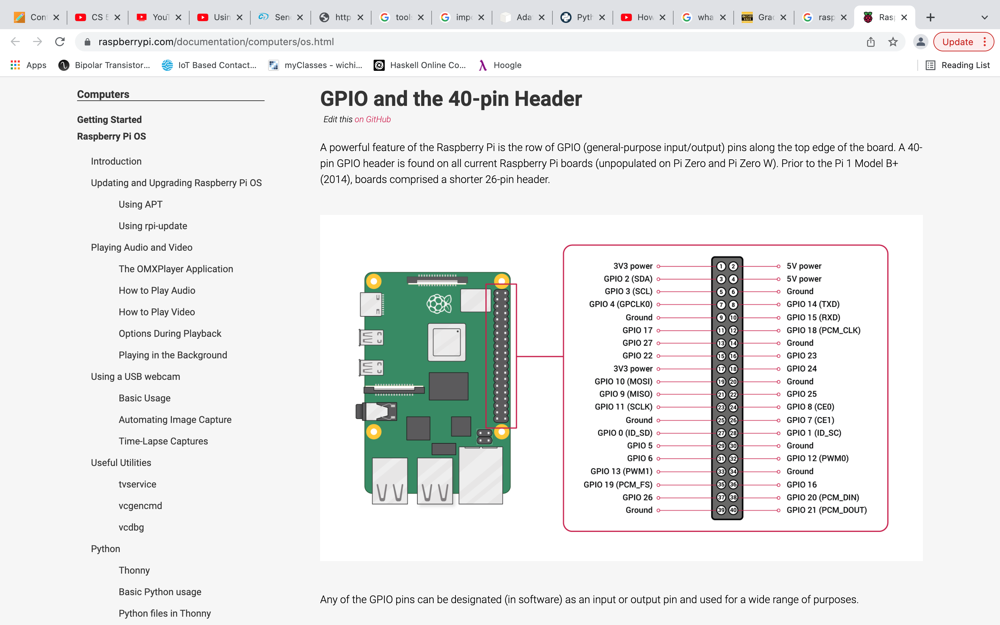 Con
CS 5
YouT
Usin
Sen
http
tool
impo
Ada
Pyth
How
wha
Grac
rasp
Rasp
raspberrypi.com/documentation/computers/os.html
Update
Apps
Bipolar Transistor...
IoT Based Contact...
myClasses - wichi...
Haskell Online Co...
Hoogle
Reading List
Computers
Getting Started
Raspberry Pi OS
Introduction
Updating and Upgrading Raspberry Pi OS
Using APT
Using rpi-update
Playing Audio and Video
The OMXPlayer Application
How to Play Audio
How to Play Video
Options During Playback
Playing in the Background
Using a USB webcam
Basic Usage
Automating Image Capture
Time-Lapse Captures
Useful Utilities
tvservice
vcgencmd
vcdbg
Python
Thonny
Basic Python usage
Python files in Thonny
GPIO and the 40-pin Header
Edit this on GitHub
A powerful feature of the Raspberry Pi is the row of GPIO (general-purpose input/output) pins along the top edge of the board. A 40-
pin GPIO header is found on all current Raspberry Pi boards (unpopulated on Pi Zero and Pi Zero W). Prior to the Pi 1 Model B+
(2014), boards comprised a shorter 26-pin header.
3V3 power 1 2 5V power
GPIO 2 (SDA) 3 4 5V power
GPIO 3 (SCL) 5 6 Ground
GPIO 4 (GPCLK0) 7 8 GPIO 14 (TXD)
Ground 9 10 GPIO 15 (RXD)
GPIO 17 11 12 GPIO 18 (PCM_CLK)
GPIO 27 13 14 Ground
GPIO 22 15 16 GPIO 23
3V3 power 17 18 GPIO 24
GPIO 10 (MOSI) 19 20 Ground
GPIO 9 (MISO) 21 22 GPIO 25
GPIO 11 (SCLK) 23 24 GPIO 8 (CE0)
Ground 25 26 GPIO 7 (CE1)
GPIO 0 (ID_SD) 27 28 GPIO 1 (ID_SC)
GPIO 5 29 30 Ground
GPIO 6 31 32 GPIO 12 (PWM0)
GPIO 13 (PWM1) 33 34 Ground
GPIO 19 (PCM_FS) 35 36 GPIO 16
GPIO 26 37 38 GPIO 20 (PCM_DIN)
Ground 39 40 GPIO 21 (PCM_DOUT)
Any of the GPIO pins can be designated (in software) as an input or output pin and used for a wide range of purposes.